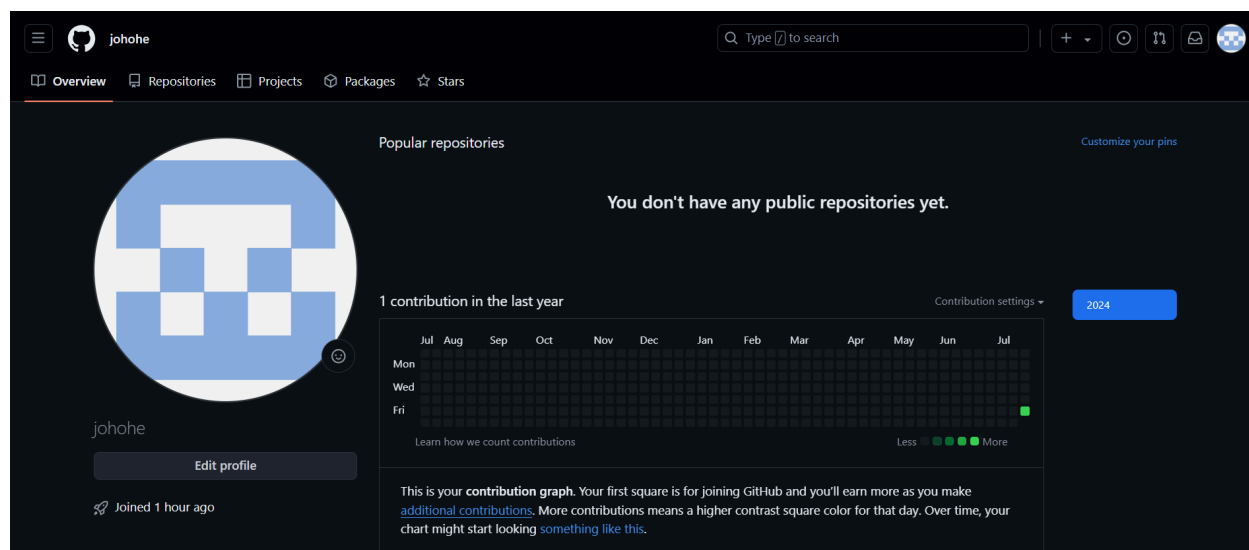 johohe
Type / to search
Overview Repositories Projects Packages Stars
Popular repositories
Customize your pins
You don't have any public repositories yet.
1 contribution in the last year
Contribution settings
2024
Jul Aug Sep Oct Nov Dec Jan Feb Mar Apr May Jun Jul
Mon
Wed
Fri
Learn how we count contributions
Less More
This is your contribution graph. Your first square is for joining GitHub and you'll earn more as you make
additional contributions. More contributions means a higher contrast square color for that day. Over time, your
chart might start looking something like this.
johohe
Edit profile
Joined 1 hour ago